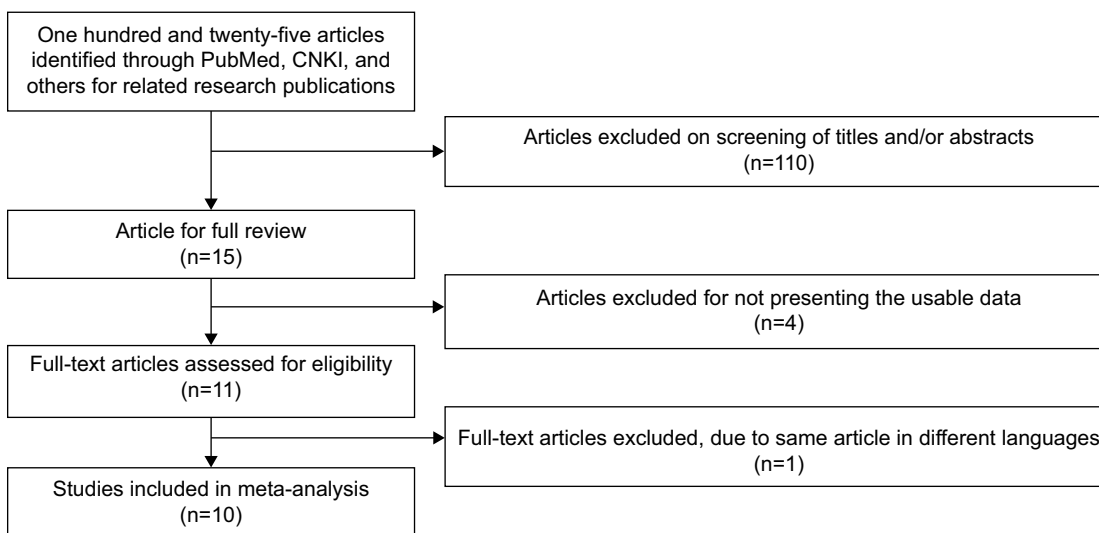 One hundred and twenty-five articles
identified through PubMed, CNKI, and
others for related research publications
Articles excluded on screening of titles and/or abstracts
(n=110)
Article for full review
(n=15)
Articles excluded for not presenting the usable data
(n=4)
Full-text articles assessed for eligibility
(n=11)
Full-text articles excluded, due to same article in different languages
(n=1)
Studies included in meta-analysis
(n=10)